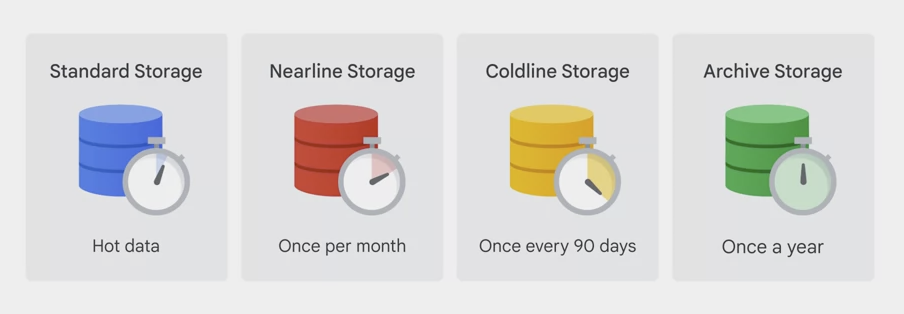 Standard Storage
Hot data
Nearline Storage
Once per month
Coldline Storage
Once every 90 days
Archive Storage
Once a year